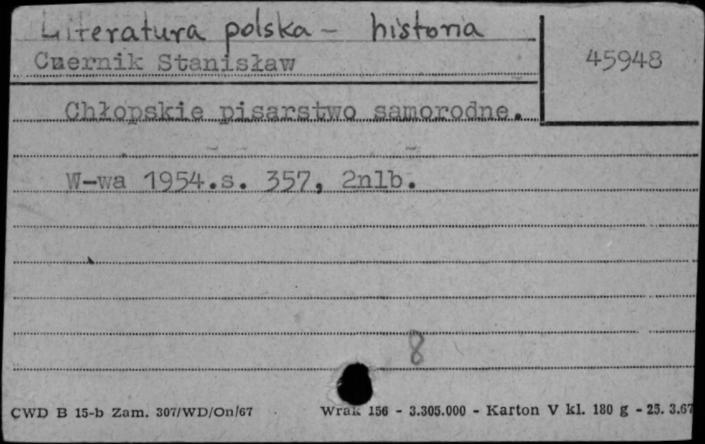 Literatura polska - historia
Czernik Stanisław
45948
Chłopskie pisarstwo samorodne.
W-wa 1954.s. 357, 2nlb.
8
CWD B 15-b Zam. 307/WD/On/67
Wrak 156 - 3.305.000 - Karton V kl. 180 g - 25. 3.67